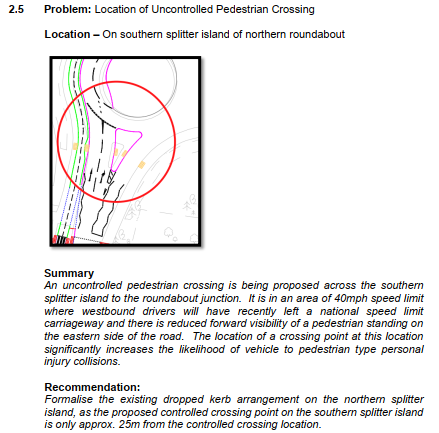 2.5 Problem: Location of Uncontrolled Pedestrian Crossing
Location – On southern splitter island of northern roundabout
Summary
An uncontrolled pedestrian crossing is being proposed across the southern
splitter island to the roundabout junction. It is in an area of 40mph speed limit
where westbound drivers will have recently left a national speed limit
carriageway and there is reduced forward visibility of a pedestrian standing on
the eastern side of the road. The location of a crossing point at this location
significantly increases the likelihood of vehicle to pedestrian type personal
injury collisions.
Recommendation:
Formalise the existing dropped kerb arrangement on the northern splitter
island, as the proposed controlled crossing point on the southern splitter island
is only approx. 25m from the controlled crossing location.